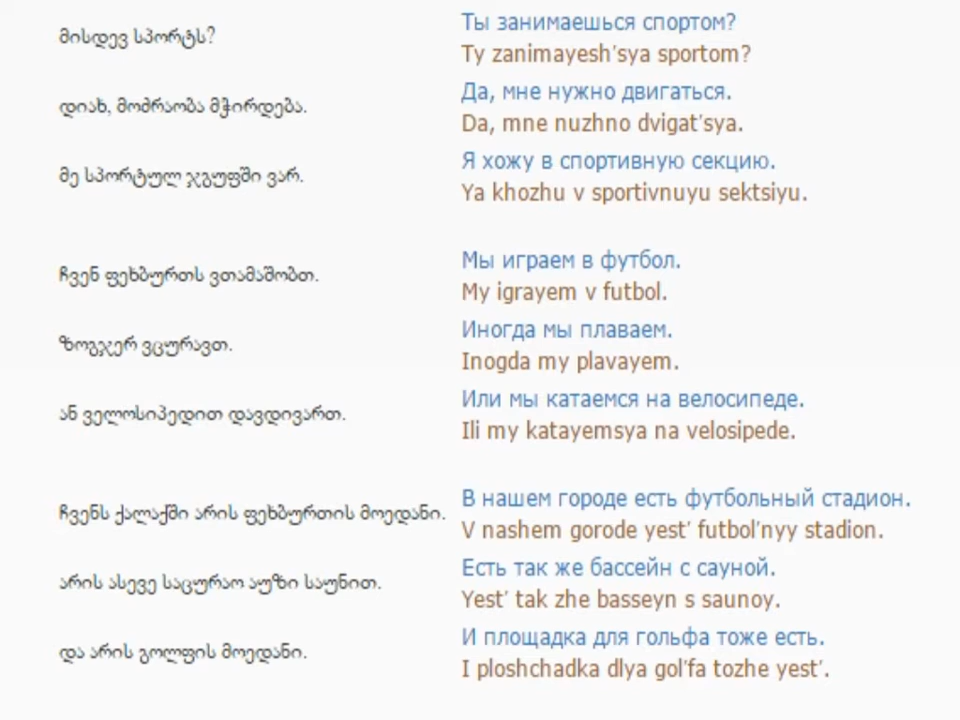 მისდევ სპორტს?
Ты занимаешься спортом?
Ty zanimayesh'sya sportom?
დიახ, მოძრაობა მჭირდება.
Да, мне нужно двигаться.
Da, mne nuzhno dvigat'sya.
მე სპორტულ ჯგუფში ვარ.
Я хожу в спортивную секцию.
Ya khozhu v sportivnuyu sektsiyu.
ჩვენ ფეხბურთს ვთამაშობთ.
Мы играем в футбол.
My igrayem v futbol.
ზოგჯერ ვცურავთ.
Иногда мы плаваем.
Inogda my plavayem.
ან ველოსიპედით დავდივართ.
Или мы катаемся на велосипеде.
Ili my katayemsya na velosipede.
ჩვენს ქალაქში არის ფეხბურთის მოედანი.
В нашем городе есть футбольный стадион.
V nashem gorode yest' futbol'nyy stadion.
არის ასევე საცურაო აუზი საუნით.
Есть так же бассейн с сауной.
Yest' tak zhe basseyn s saunoy.
და არის გოლფის მოედანი.
И площадка для гольфа тоже есть.
I ploshchadka dlya gol'fa tozhe yest'.